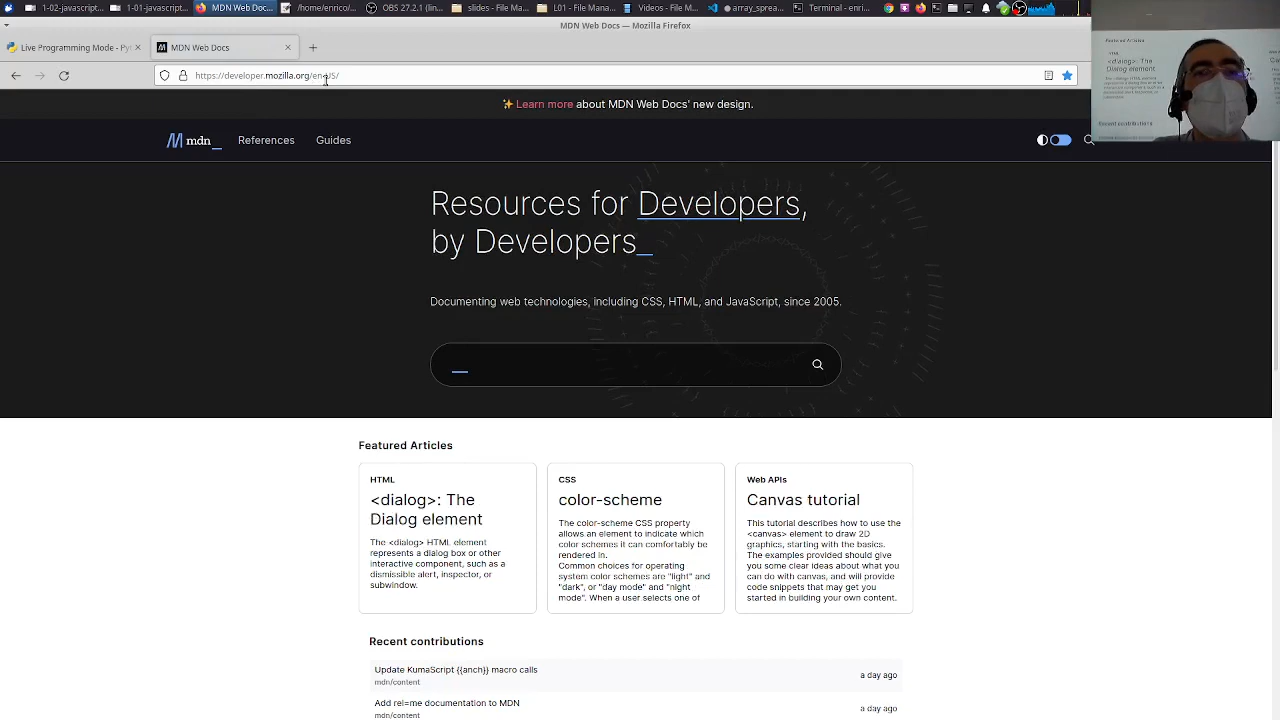 1-02-javascript...
1-01-javascript...
MDN Web Doc...
/home/enrico/...
OBS 27.2.1 (lin...
slides - File Ma...
L01 - File Mana...
Videos - File M...
array_sprea...
Terminal - enri...
MDN Web Docs — Mozilla Firefox
Live Programming Mode - Pyt
MDN Web Docs
https://developer.mozilla.org/en-US/
✨ Learn more about MDN Web Docs' new design.
mdn_
References
Guides
Resources for Developers,
by Developers_
Documenting web technologies, including CSS, HTML, and JavaScript, since 2005.
Featured Articles
HTML
<dialog>: The
Dialog element
The <dialog> HTML element
represents a dialog box or other
interactive component, such as a
dismissible alert, inspector, or
subwindow.
CSS
color-scheme
The color-scheme CSS property
allows an element to indicate which
color schemes it can comfortably be
rendered in.
Common choices for operating
system color schemes are "light" and
"dark", or "day mode" and "night
mode". When a user selects one of
Web APIs
Canvas tutorial
This tutorial describes how to use the
<canvas> element to draw 2D
graphics, starting with the basics.
The examples provided should give
you some clear ideas about what you
can do with canvas, and will provide
code snippets that may get you
started in building your own content.
Recent contributions
Update KumaScript {{anch}} macro calls
mdn/content
a day ago
Add rel=me documentation to MDN
mdn/content
a day ago
Featured Articles
HTML
<dialog>: The
Dialog element